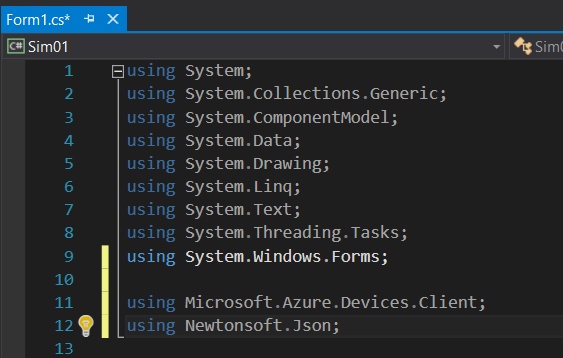 Form1.cs*
C# Sim01
Sim0
1 using System;
2 using System.Collections.Generic;
3 using System.ComponentModel;
4 using System.Data;
5 using System.Drawing;
6 using System.Linq;
7 using System.Text;
8 using System.Threading.Tasks;
9 using System.Windows.Forms;
10
11 using Microsoft.Azure.Devices.Client;
12 using Newtonsoft.Json;
13